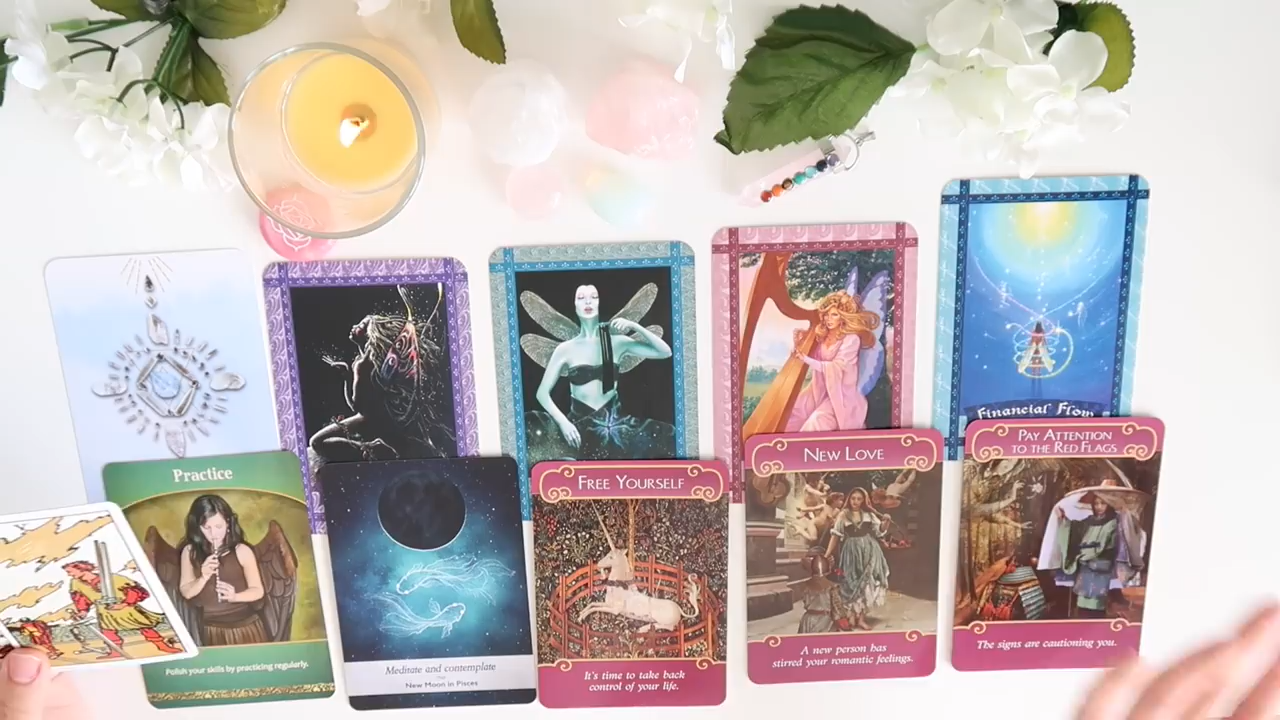 Financial Flow
Practice
Polish your skills by practicing regularly.
Meditate and contemplate
New Moon in Pisces
FREE YOURSELF
It's time to take back
control of your life.
NEW LOVE
A new person has
stirred your romantic feelings.
PAY ATTENTION
TO THE RED FLAGS
The signs are cautioning you.